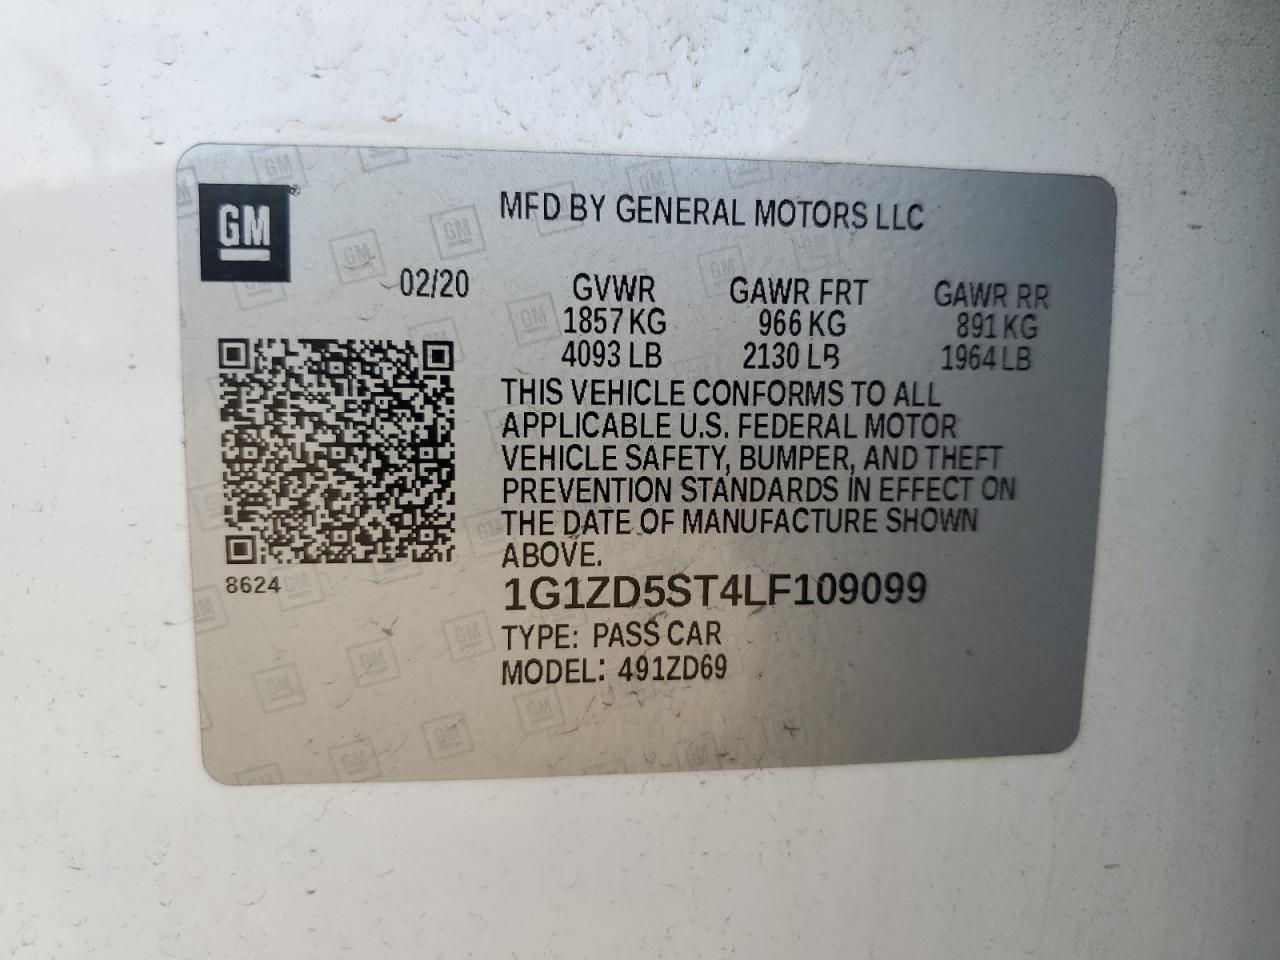 GM
MFD BY GENERAL MOTORS LLC
02/20
GVWR GAWR FRT GAWR RR
1857 KG 966 KG 891 KG
4093 LB 2130 LB 1964 LB
THIS VEHICLE CONFORMS TO ALL
APPLICABLE U.S. FEDERAL MOTOR
VEHICLE SAFETY, BUMPER, AND THEFT
PREVENTION STANDARDS IN EFFECT ON
THE DATE OF MANUFACTURE SHOWN
ABOVE.
8624
1G1ZD5ST4LF109099
TYPE: PASS CAR
MODEL: 491ZD69